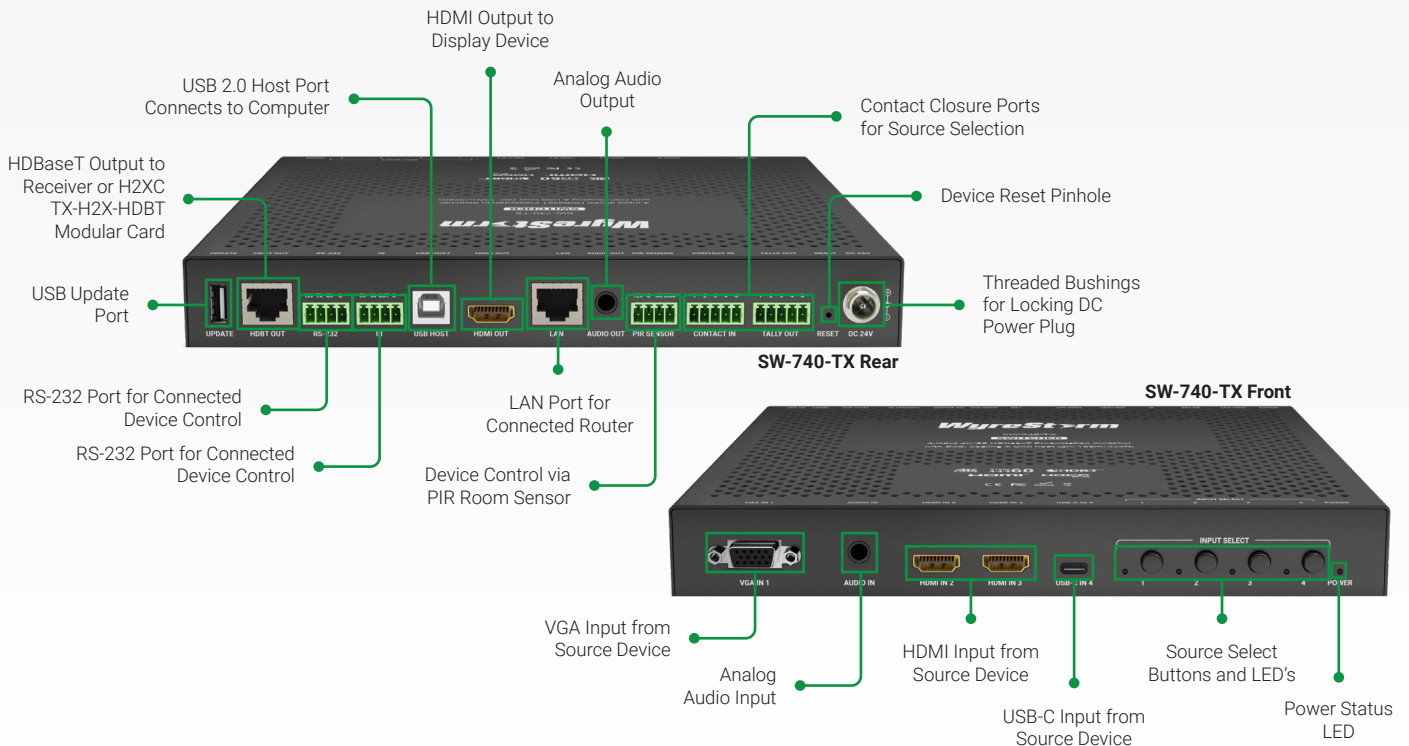 HDMI Output to
Display Device
USB 2.0 Host Port
Connects to Computer
Analog Audio
Output
Contact Closure Ports
for Source Selection
HDBaseT Output to
Receiver or H2XC
TX-H2X-HDBT
Modular Card
Device Reset Pinhole
USB Update
Port
Threaded Bushings
for Locking DC
Power Plug
WyreStorm
SWITCHER
SW-740-TX
UPDATE
HDBT OUT
RS-232
USB HOST
HDMI OUT
LAN
AUDIO OUT
PIR SENSOR
CONTACT IN
TALLY OUT
RESET
DC 24V
SW-740-TX Rear
RS-232 Port for Connected
Device Control
RS-232 Port for Connected
Device Control
LAN Port for
Connected Router
Device Control via
PIR Room Sensor
SW-740-TX Front
WyreStorm
SWITCHER
INPUT SELECT
VGA IN 1
AUDIO IN
HDMI IN 2
HDMI IN 3
USB-C IN 4
1
2
3
4
POWER
VGA Input from
Source Device
Analog
Audio Input
HDMI Input from
Source Device
USB-C Input from
Source Device
Source Select
Buttons and LED's
Power Status
LED